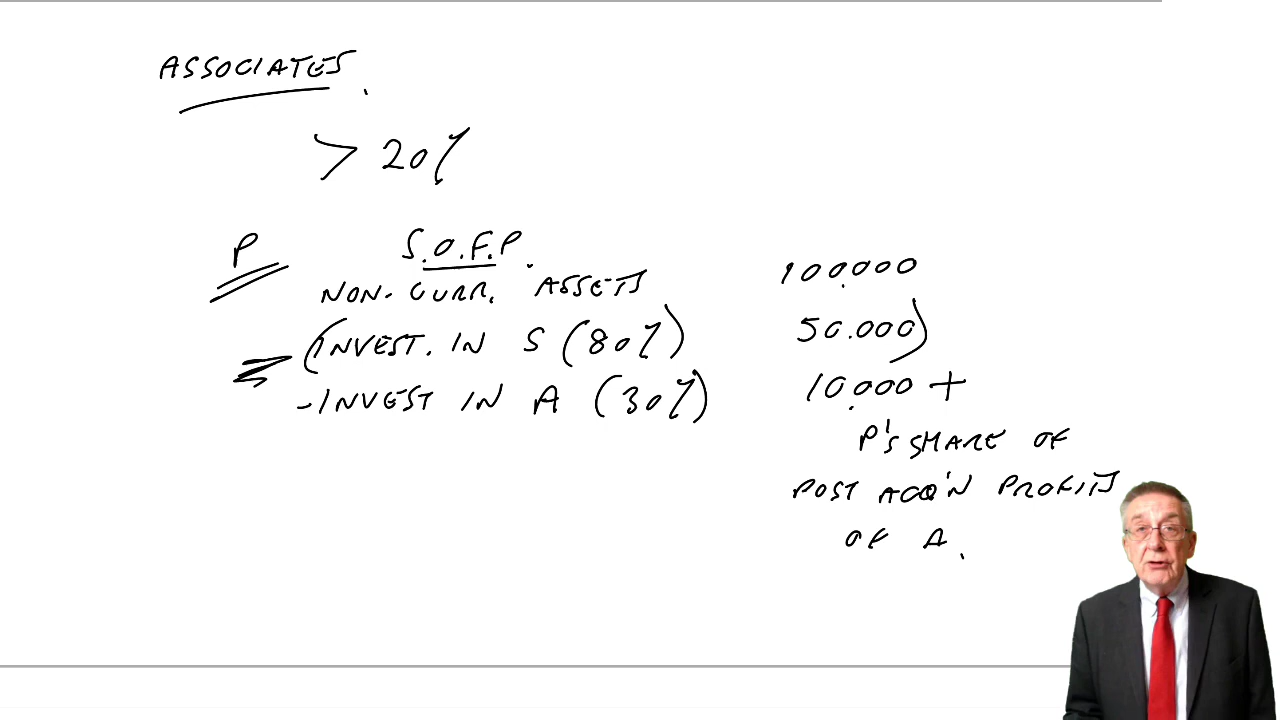 ASSOCIATES.
> 20%
P S.O.F.P.
NON-CURR. ASSETS 100,000
(INVEST. IN S (80%) 50.000)
-INVEST IN A (30%) 10,000 +
P'S SHARE OF
POST ACQ'N PROFITS
OF A.